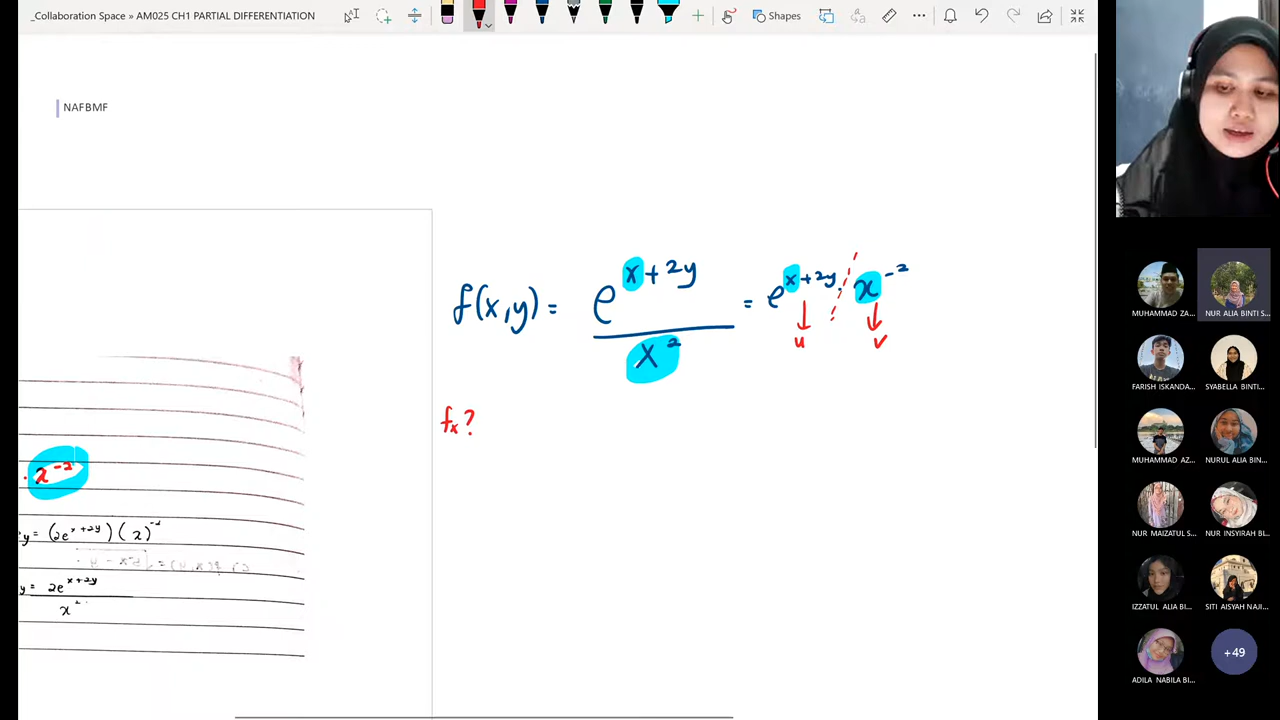 _Collaboration Space » AM025 CH1 PARTIAL DIFFERENTIATION
Shapes
NAFBMF
f(x,y) = e^{x+2y} / x² = e^{x+2y} · x^{-2}
u v
fx?
· x^{-2}
y = (2e^{x+2y})(x)^{-2}
y = 2e^{x+2y}
x²
MUHAMMAD ZA...
NUR ALIA BINTI S...
FARISH ISKANDA...
SYABELLA BINTI...
MUHAMMAD AZ...
NURUL ALIA BIN...
NUR MAIZATUL S...
NUR INSYIRAH BI...
IZZATUL ALIA BI...
SITI AISYAH NAJI...
ADILA NABILA BI...
+49